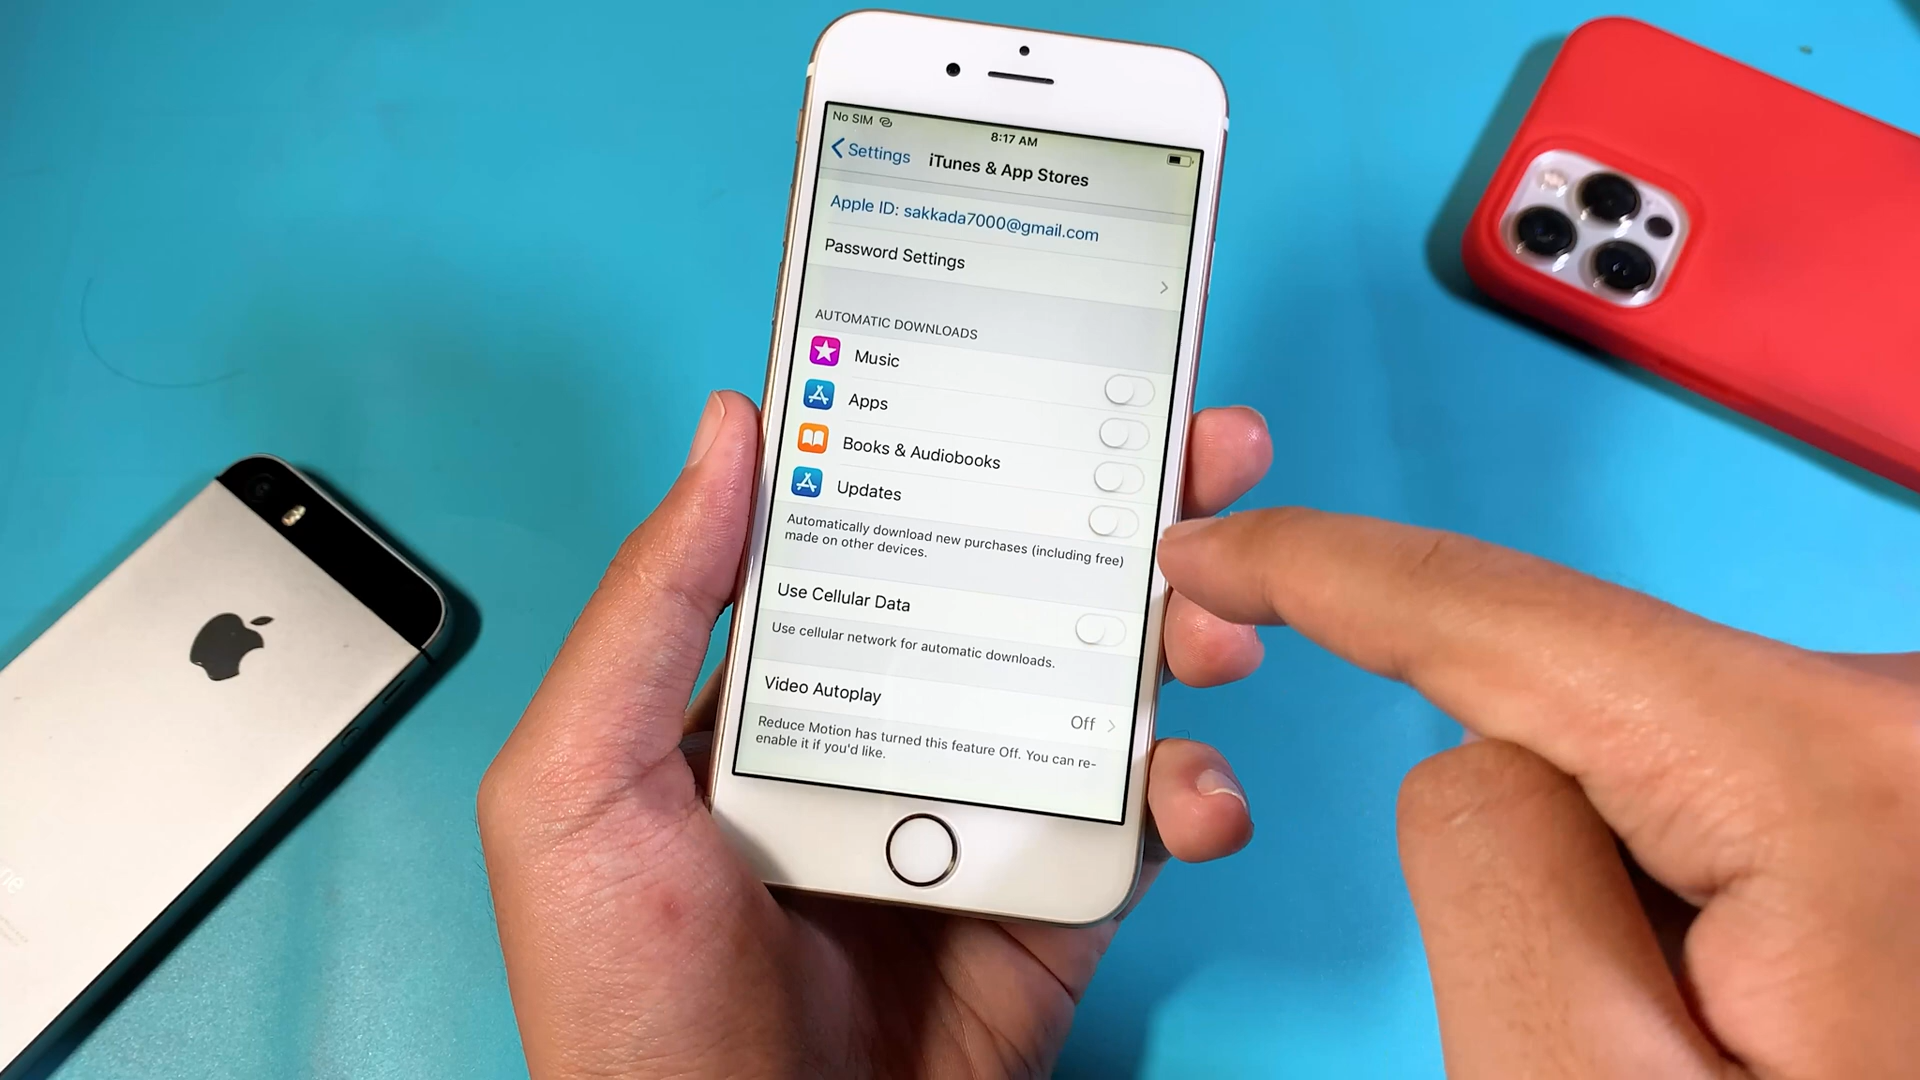 No SIM
8:17 AM
Settings
iTunes & App Stores
Apple ID: sakkada7000@gmail.com
Password Settings
AUTOMATIC DOWNLOADS
Music
Apps
Books & Audiobooks
Updates
Automatically download new purchases (including free)
made on other devices.
Use Cellular Data
Use cellular network for automatic downloads.
Video Autoplay
Off
Reduce Motion has turned this feature Off. You can re-
enable it if you'd like.